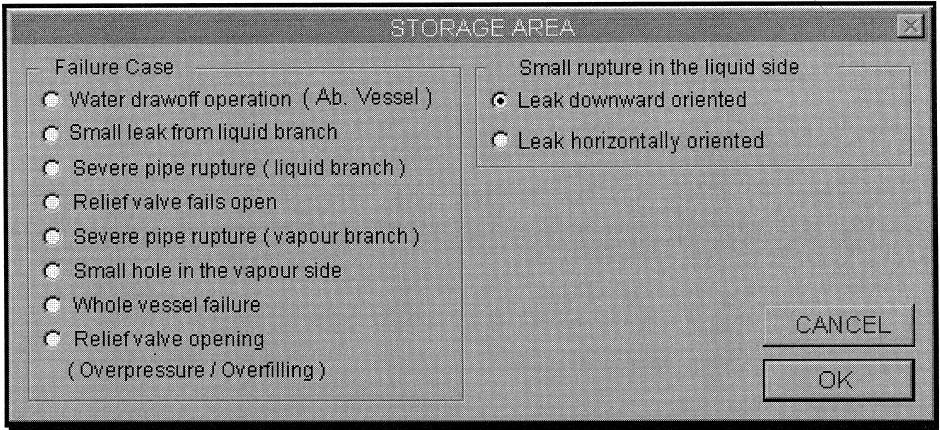 STORAGE AREA
Failure Case
Water drawoff operation ( Ab. Vessel )
Small leak from liquid branch
Severe pipe rupture ( liquid branch )
Relief valve fails open
Severe pipe rupture ( vapour branch )
Small hole in the vapour side
Whole vessel failure
Relief valve opening
( Overpressure / Overfilling )
Small rupture in the liquid side
Leak downward oriented
Leak horizontally oriented
CANCEL
OK